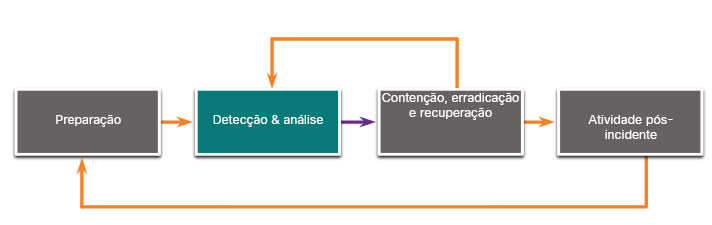 Preparação
Detecção & análise
Contenção, erradicação
e recuperação
Atividade pós-
incidente